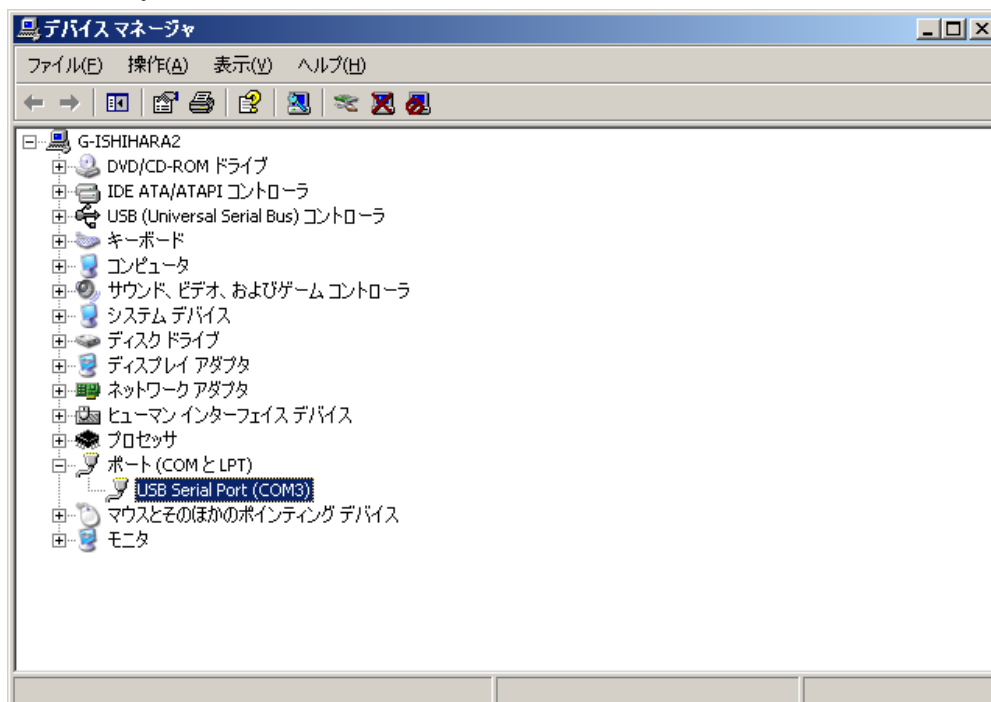 デバイス マネージャ
ファイル(F) 操作(A) 表示(V) ヘルプ(H)
G-ISHIHARA2
DVD/CD-ROM ドライブ
IDE ATA/ATAPI コントローラ
USB (Universal Serial Bus) コントローラ
キーボード
コンピュータ
サウンド、ビデオ、およびゲーム コントローラ
システム デバイス
ディスク ドライブ
ディスプレイ アダプタ
ネットワーク アダプタ
ヒューマン インターフェイス デバイス
プロセッサ
ポート (COM と LPT)
USB Serial Port (COM3)
マウスとそのほかのポインティング デバイス
モニタ